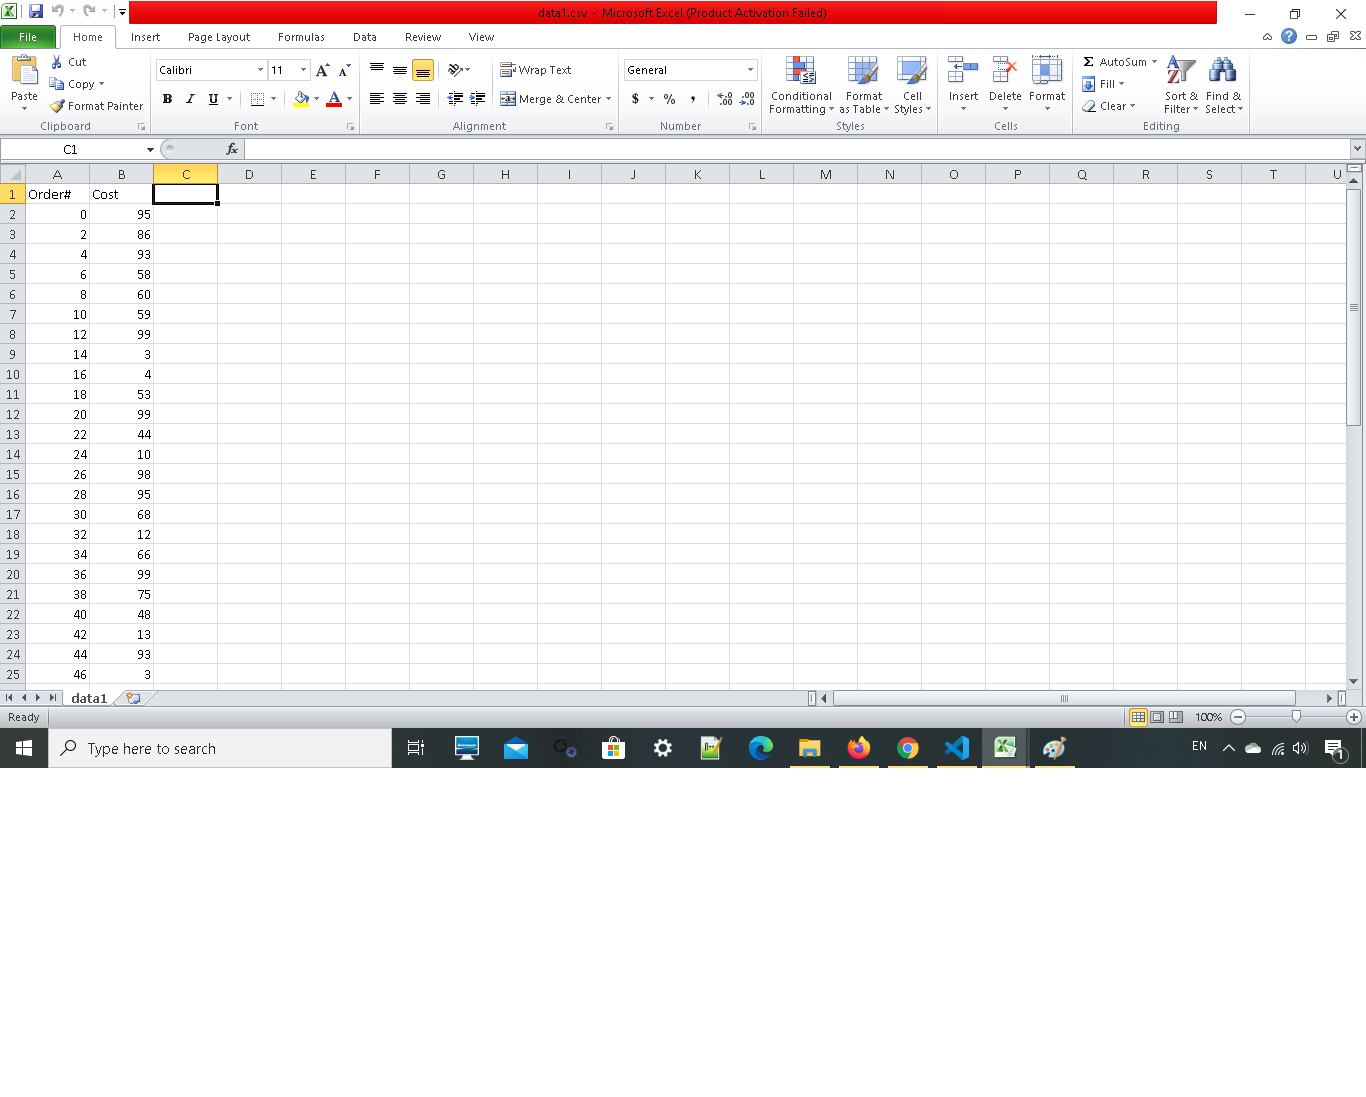 data1.csv - Microsoft Excel (Product Activation Failed)
File Home Insert Page Layout Formulas Data Review View
Paste
Cut
Copy
Format Painter
Clipboard
Calibri 11
B I U A
Font
Wrap Text
Merge & Center
Alignment
General
$ % ,
Number
Conditional Formatting
Format as Table
Cell Styles
Styles
Insert Delete Format
Cells
Σ AutoSum
Fill
Clear
Sort & Filter
Find & Select
Editing
C1 fx
A B C D E F G H I J K L M N O P Q R S T U
1 Order# Cost
2 0 95
3 2 86
4 4 93
5 6 58
6 8 60
7 10 59
8 12 99
9 14 3
10 16 4
11 18 53
12 20 99
13 22 44
14 24 10
15 26 98
16 28 95
17 30 68
18 32 12
19 34 66
20 36 99
21 38 75
22 40 48
23 42 13
24 44 93
25 46 3
data1
Ready 100%
Type here to search EN 1